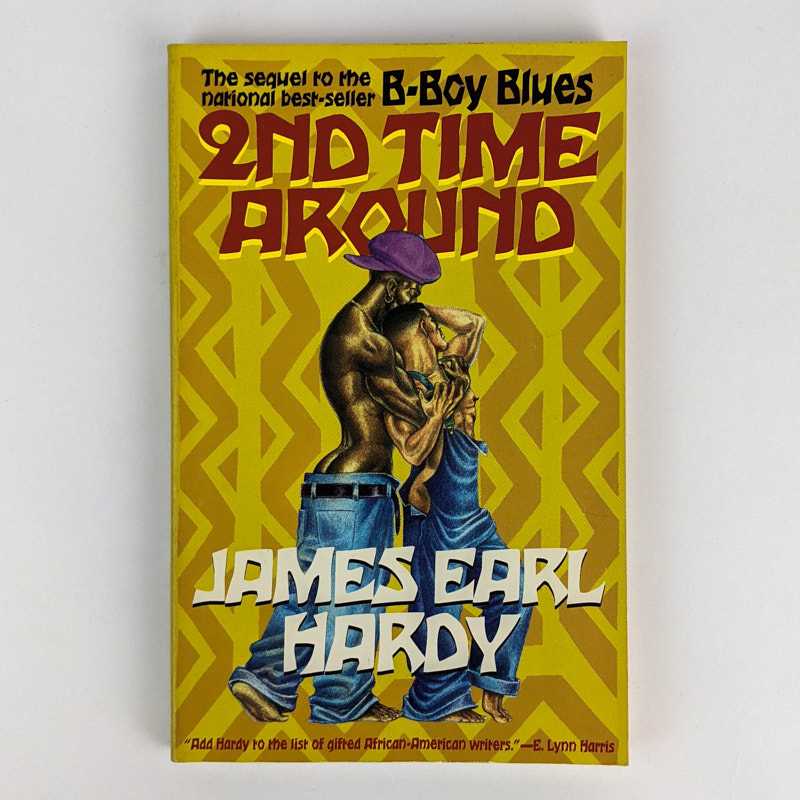 The sequel to the
national best-seller B-Boy Blues
2ND TIME
AROUND
JAMES EARL
HARDY
"Add Hardy to the list of gifted African-American writers."—E. Lynn Harris